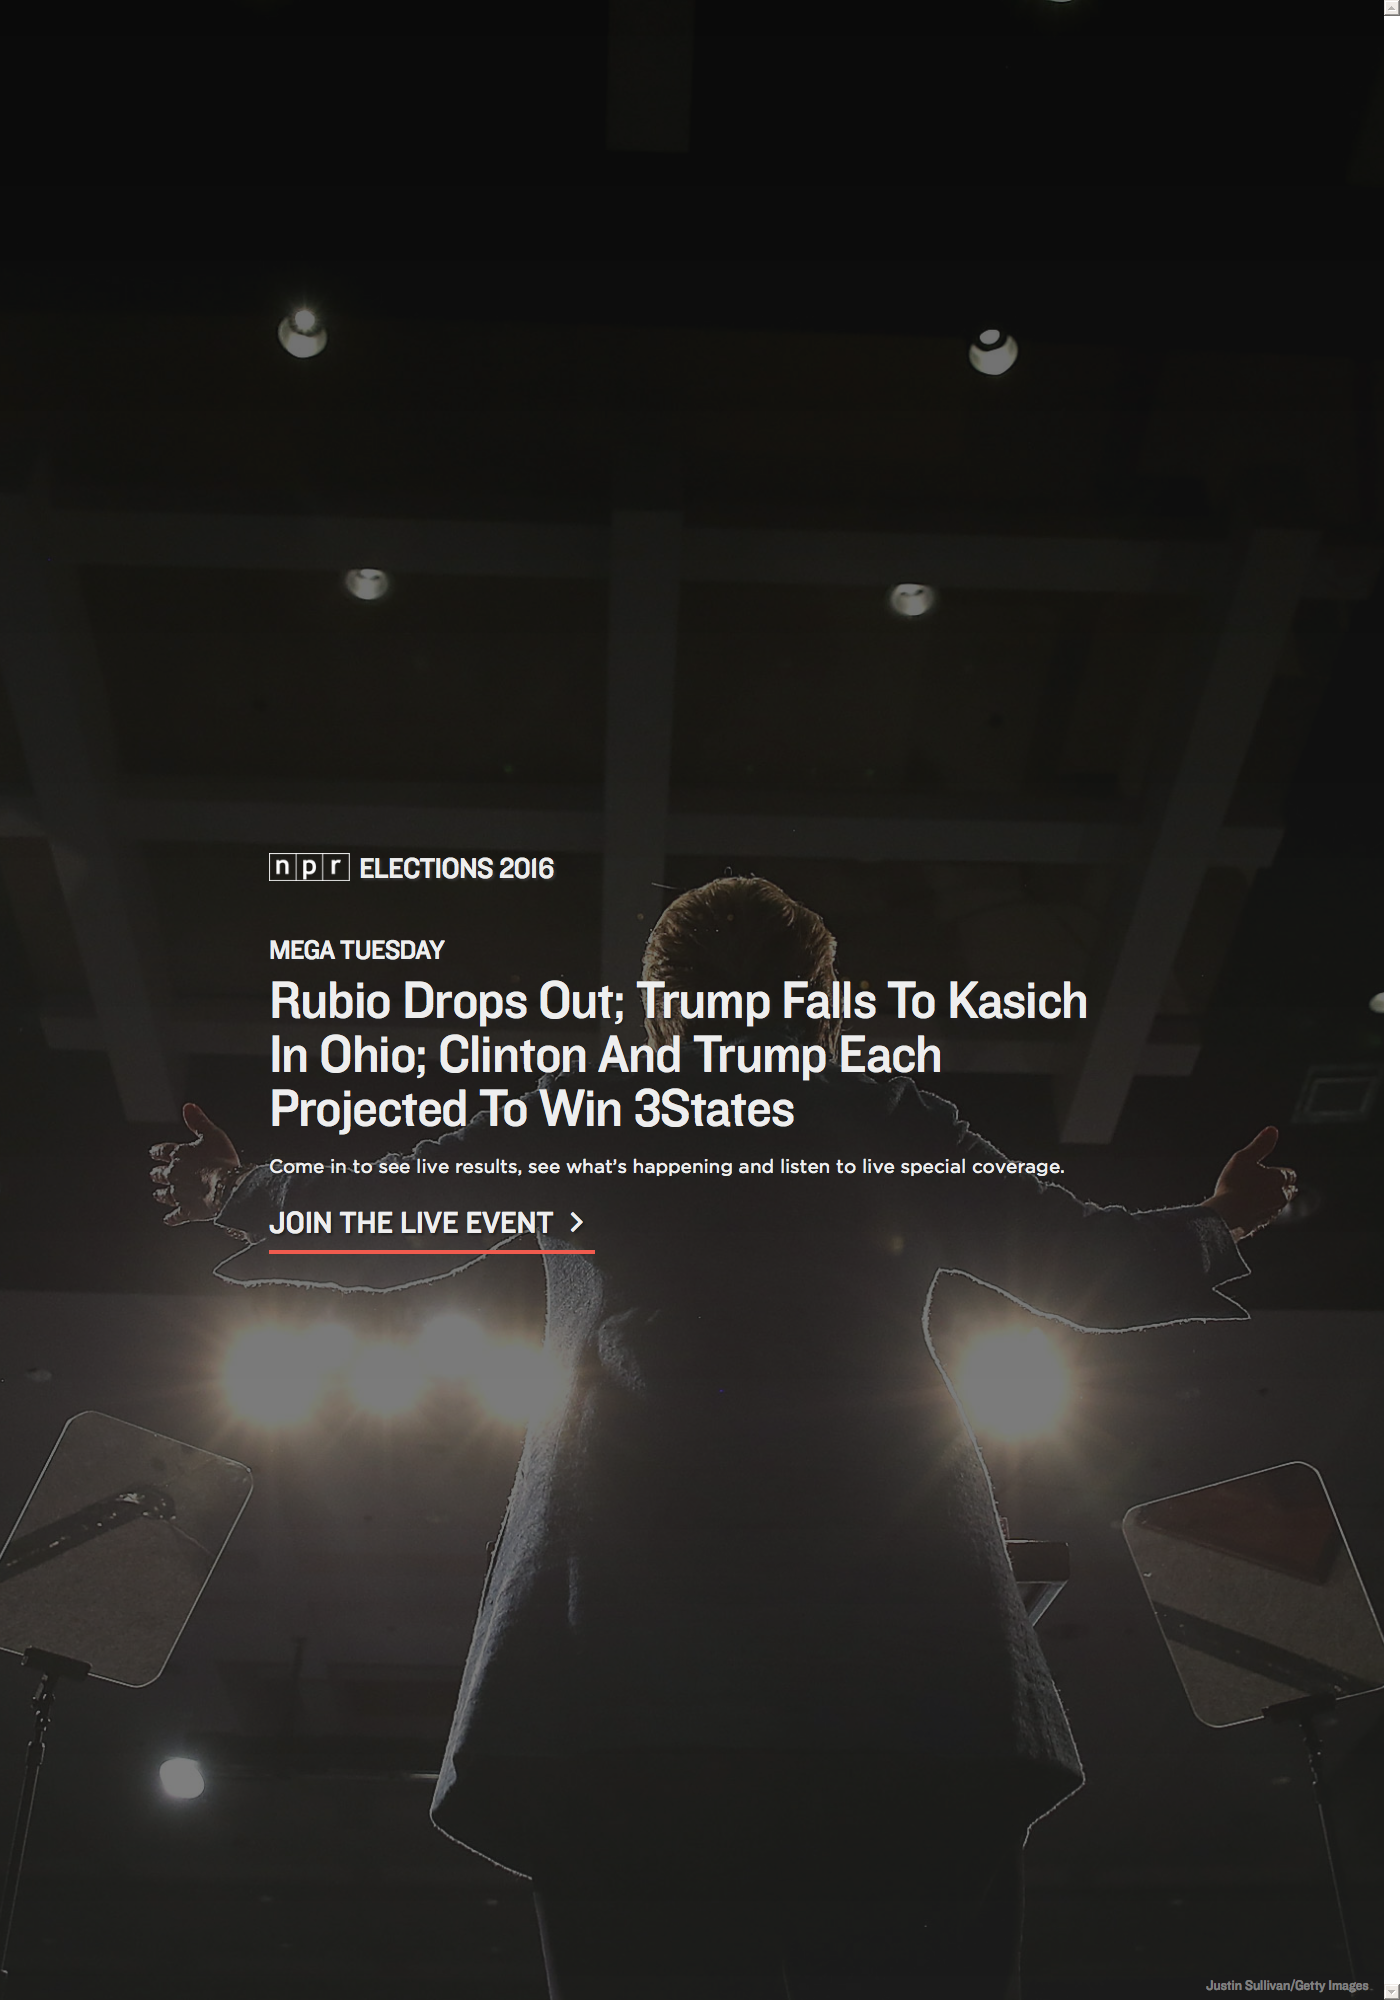 npr ELECTIONS 2016
MEGA TUESDAY
Rubio Drops Out; Trump Falls To Kasich
In Ohio; Clinton And Trump Each
Projected To Win 3States
Come in to see live results, see what's happening and listen to live special coverage.
JOIN THE LIVE EVENT
Justin Sullivan/Getty Images